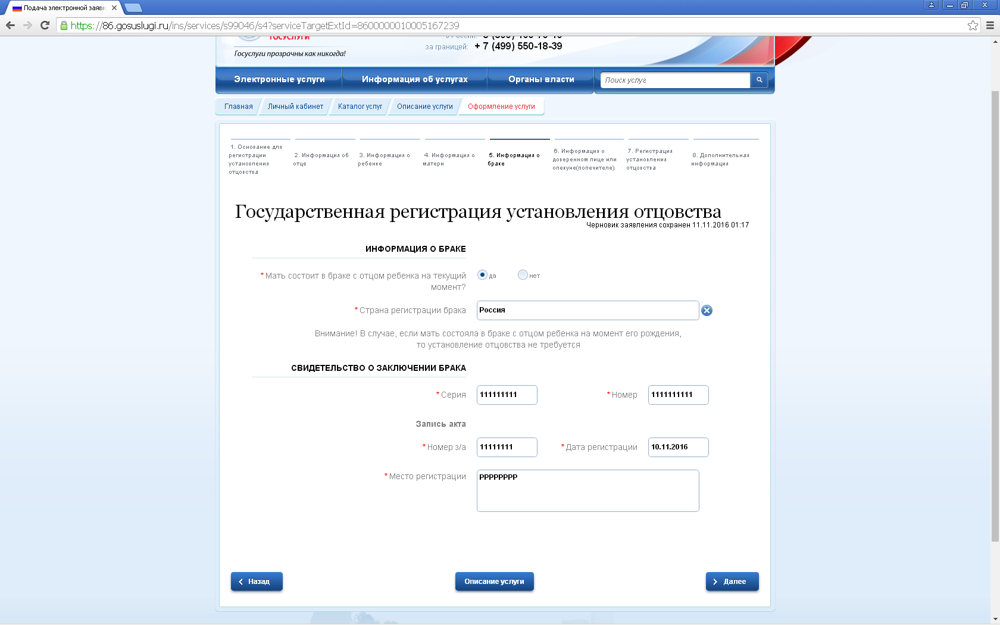 Подача электронной заявк
https://86.gosuslugi.ru/ins/services/s99046/s4?serviceTargetExtId=8600000010005167239
госуслуги
за границей: + 7 (499) 550-18-39
Госуслуги прозрачны как никогда!
Электронные услуги
Информация об услугах
Органы власти
Поиск услуг
Главная
Личный кабинет
Каталог услуг
Описание услуги
Оформление услуги
1. Основание для
регистрации
установления
отцовства
2. Информация об
отце
3. Информация о
ребенке
4. Информация о
матери
5. Информация о
браке
6. Информация о
доверенном лице или
опекуне(попечителе)
7. Регистрация
установления
отцовства
8. Дополнительная
информация
Государственная регистрация установления отцовства
Черновик заявления сохранен 11.11.2016 01:17
ИНФОРМАЦИЯ О БРАКЕ
*Мать состоит в браке с отцом ребенка на текущий
момент?
да
нет
*Страна регистрации брака
Россия
Внимание! В случае, если мать состояла в браке с отцом ребенка на момент его рождения,
то установление отцовства не требуется
СВИДЕТЕЛЬСТВО О ЗАКЛЮЧЕНИИ БРАКА
*Серия 111111111 *Номер 1111111111
Запись акта
*Номер з/а 11111111 *Дата регистрации 10.11.2016
*Место регистрации РРРРРРРР
Назад
Описание услуги
Далее